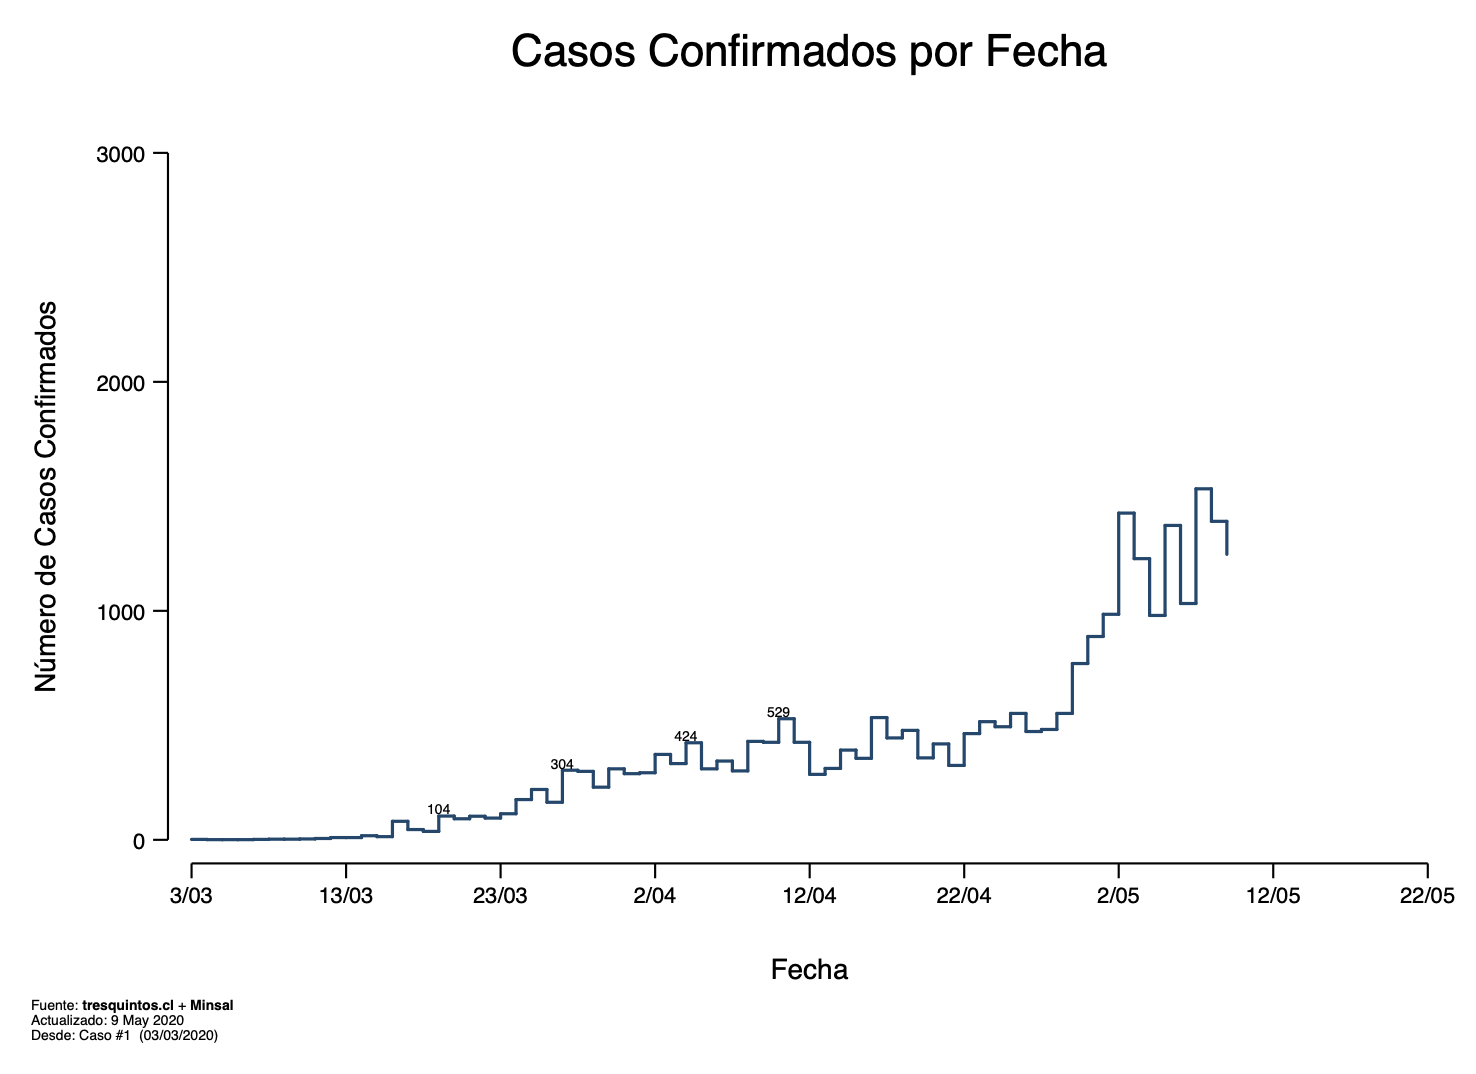 Casos Confirmados por Fecha
Número de Casos Confirmados
3000
2000
1000
0
104
304
424
529
3/03 13/03 23/03 2/04 12/04 22/04 2/05 12/05 22/05
Fecha
Fuente: tresquintos.cl + Minsal
Actualizado: 9 May 2020
Desde: Caso #1 (03/03/2020)